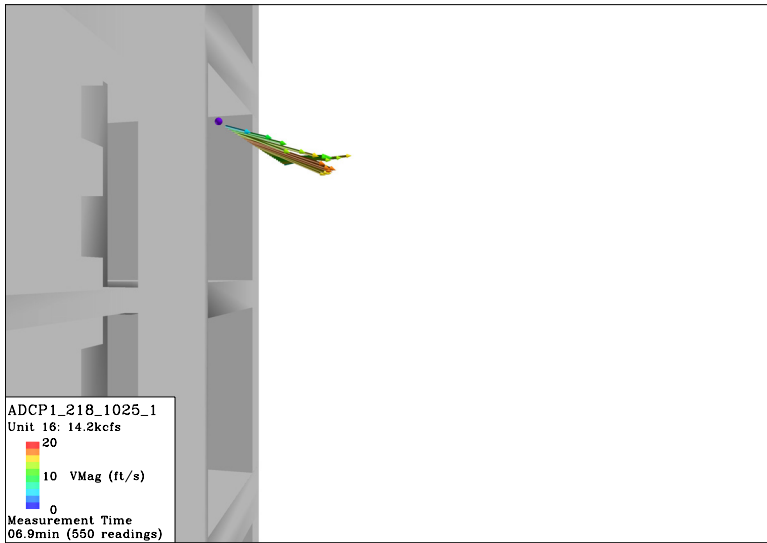 ADCP1_218_1025_1
Unit 16: 14.2kcfs
20
10 VMag (ft/s)
0
Measurement Time
06.9min (550 readings)